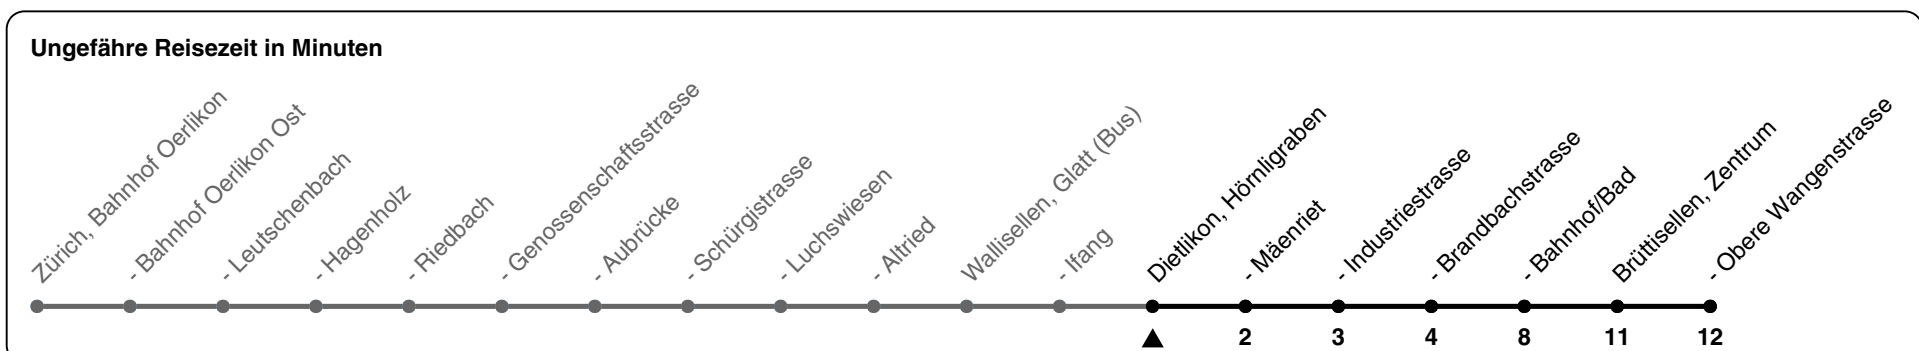 Ungefähre Reisezeit in Minuten
Zürich, Bahnhof Oerlikon
- Bahnhof Oerlikon Ost
- Leutschenbach
- Hagenholz
- Riedbach
- Genossenschaftsstrasse
- Aubrücke
- Schürgistrasse
- Luchswiesen
- Altried
Wallisellen, Glatt (Bus)
- Ifang
Dietlikon, Hörnligraben
- Mäenriet
- Industriestrasse
- Brandbachstrasse
- Bahnhof/Bad
Brüttisellen, Zentrum
- Obere Wangenstrasse
2 3 4 8 11 12